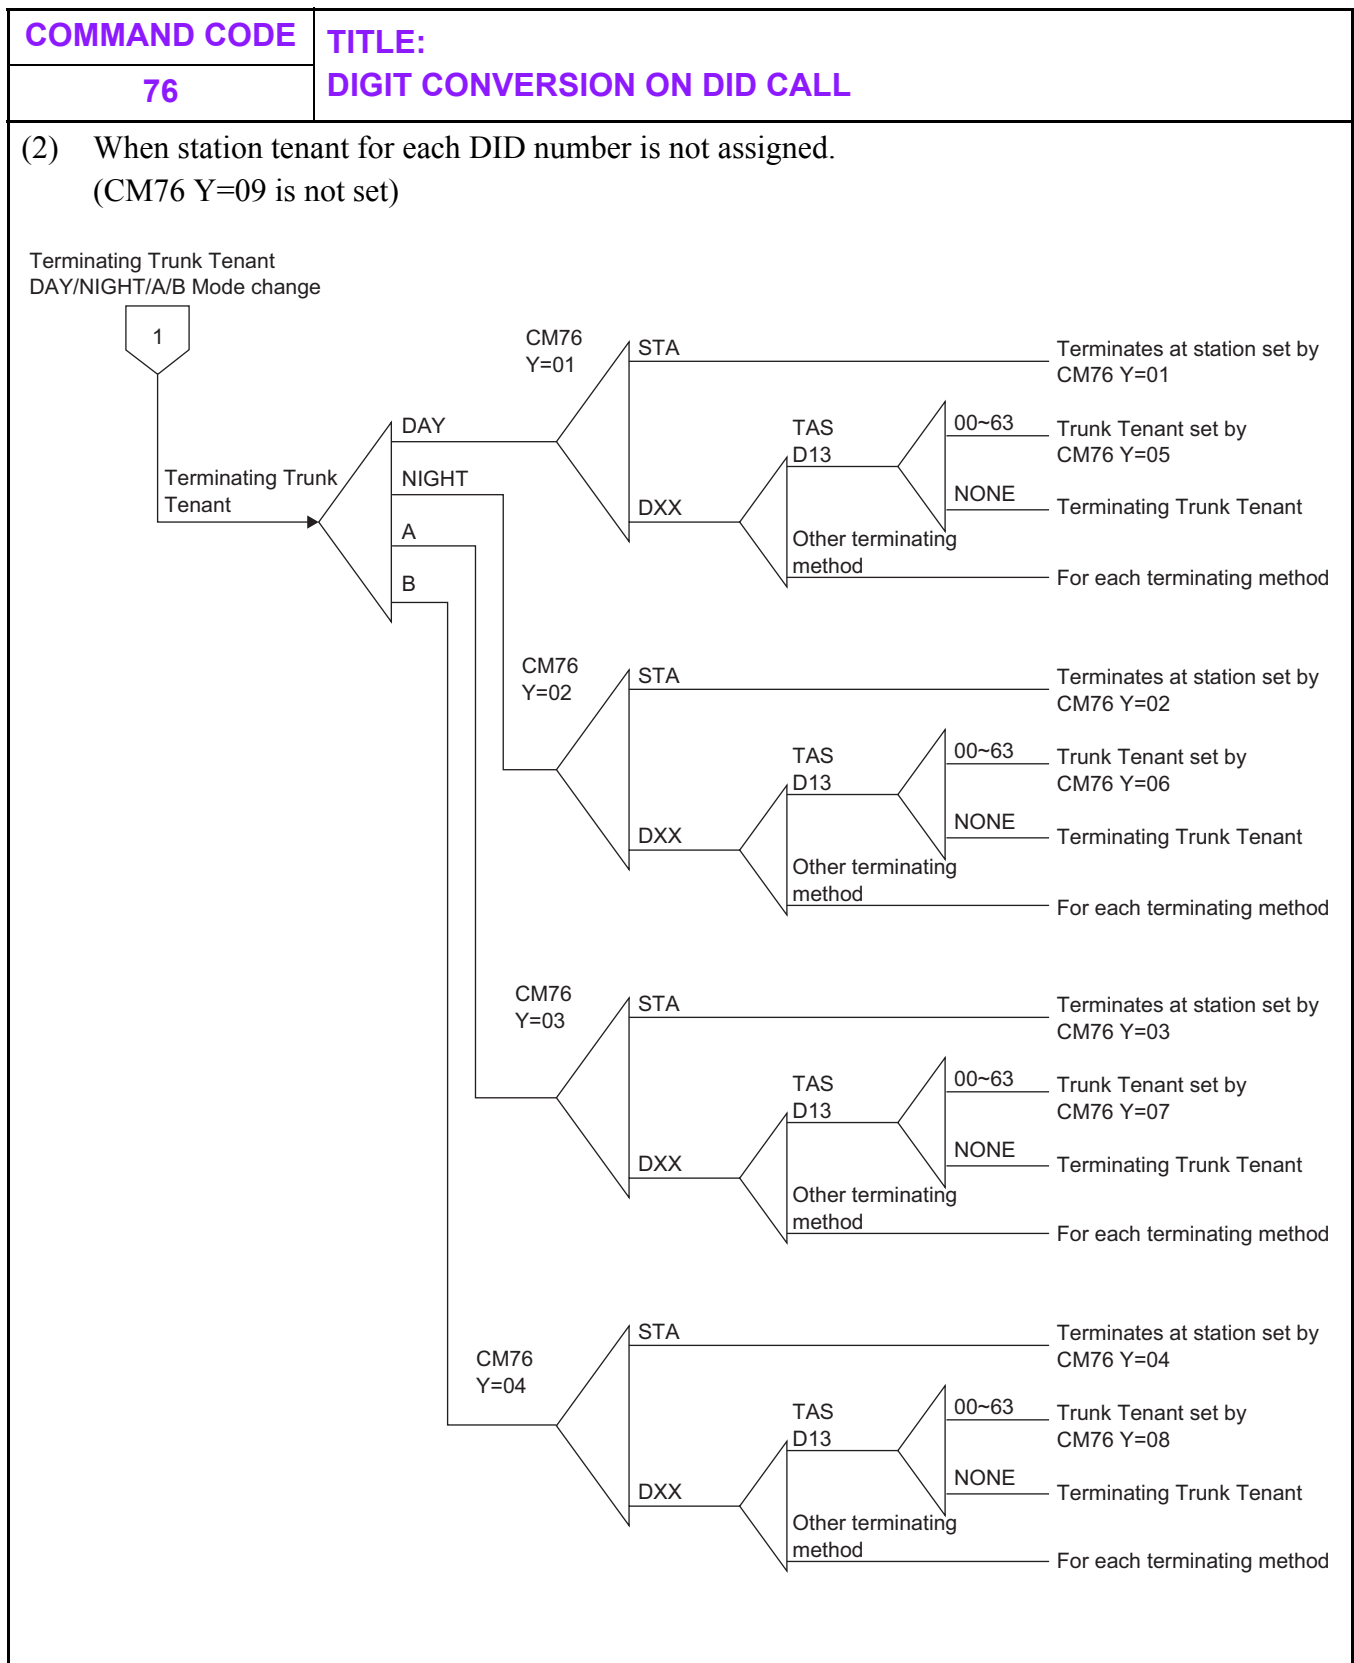 COMMAND CODE
76
TITLE:
DIGIT CONVERSION ON DID CALL
(2) When station tenant for each DID number is not assigned.
(CM76 Y=09 is not set)
Terminating Trunk Tenant
DAY/NIGHT/A/B Mode change
1
Terminating Trunk
Tenant
DAY
NIGHT
A
B
CM76
Y=01
STA
Terminates at station set by
CM76 Y=01
DXX
TAS
D13
00~63
Trunk Tenant set by
CM76 Y=05
NONE
Terminating Trunk Tenant
Other terminating
method
For each terminating method
CM76
Y=02
STA
Terminates at station set by
CM76 Y=02
DXX
TAS
D13
00~63
Trunk Tenant set by
CM76 Y=06
NONE
Terminating Trunk Tenant
Other terminating
method
For each terminating method
CM76
Y=03
STA
Terminates at station set by
CM76 Y=03
DXX
TAS
D13
00~63
Trunk Tenant set by
CM76 Y=07
NONE
Terminating Trunk Tenant
Other terminating
method
For each terminating method
CM76
Y=04
STA
Terminates at station set by
CM76 Y=04
DXX
TAS
D13
00~63
Trunk Tenant set by
CM76 Y=08
NONE
Terminating Trunk Tenant
Other terminating
method
For each terminating method